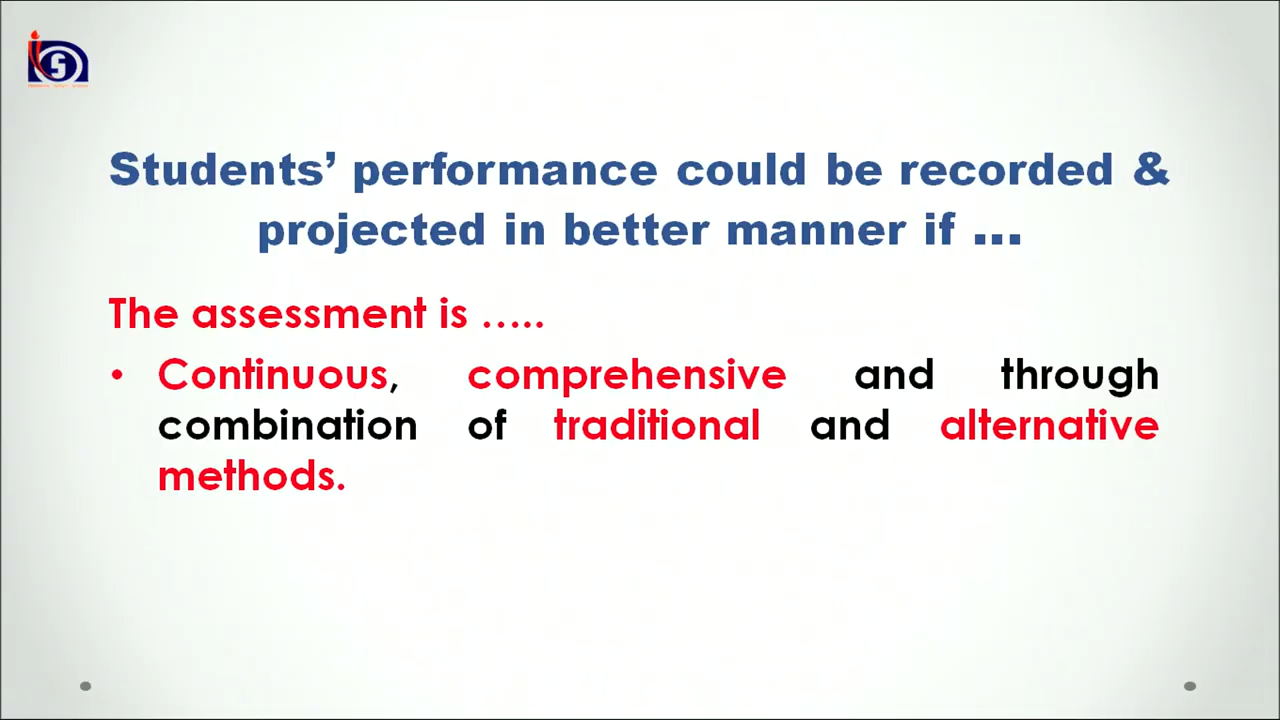 Students’ performance could be recorded &
projected in better manner if ...
The assessment is …..
• Continuous, comprehensive and through
combination of traditional and alternative
methods.